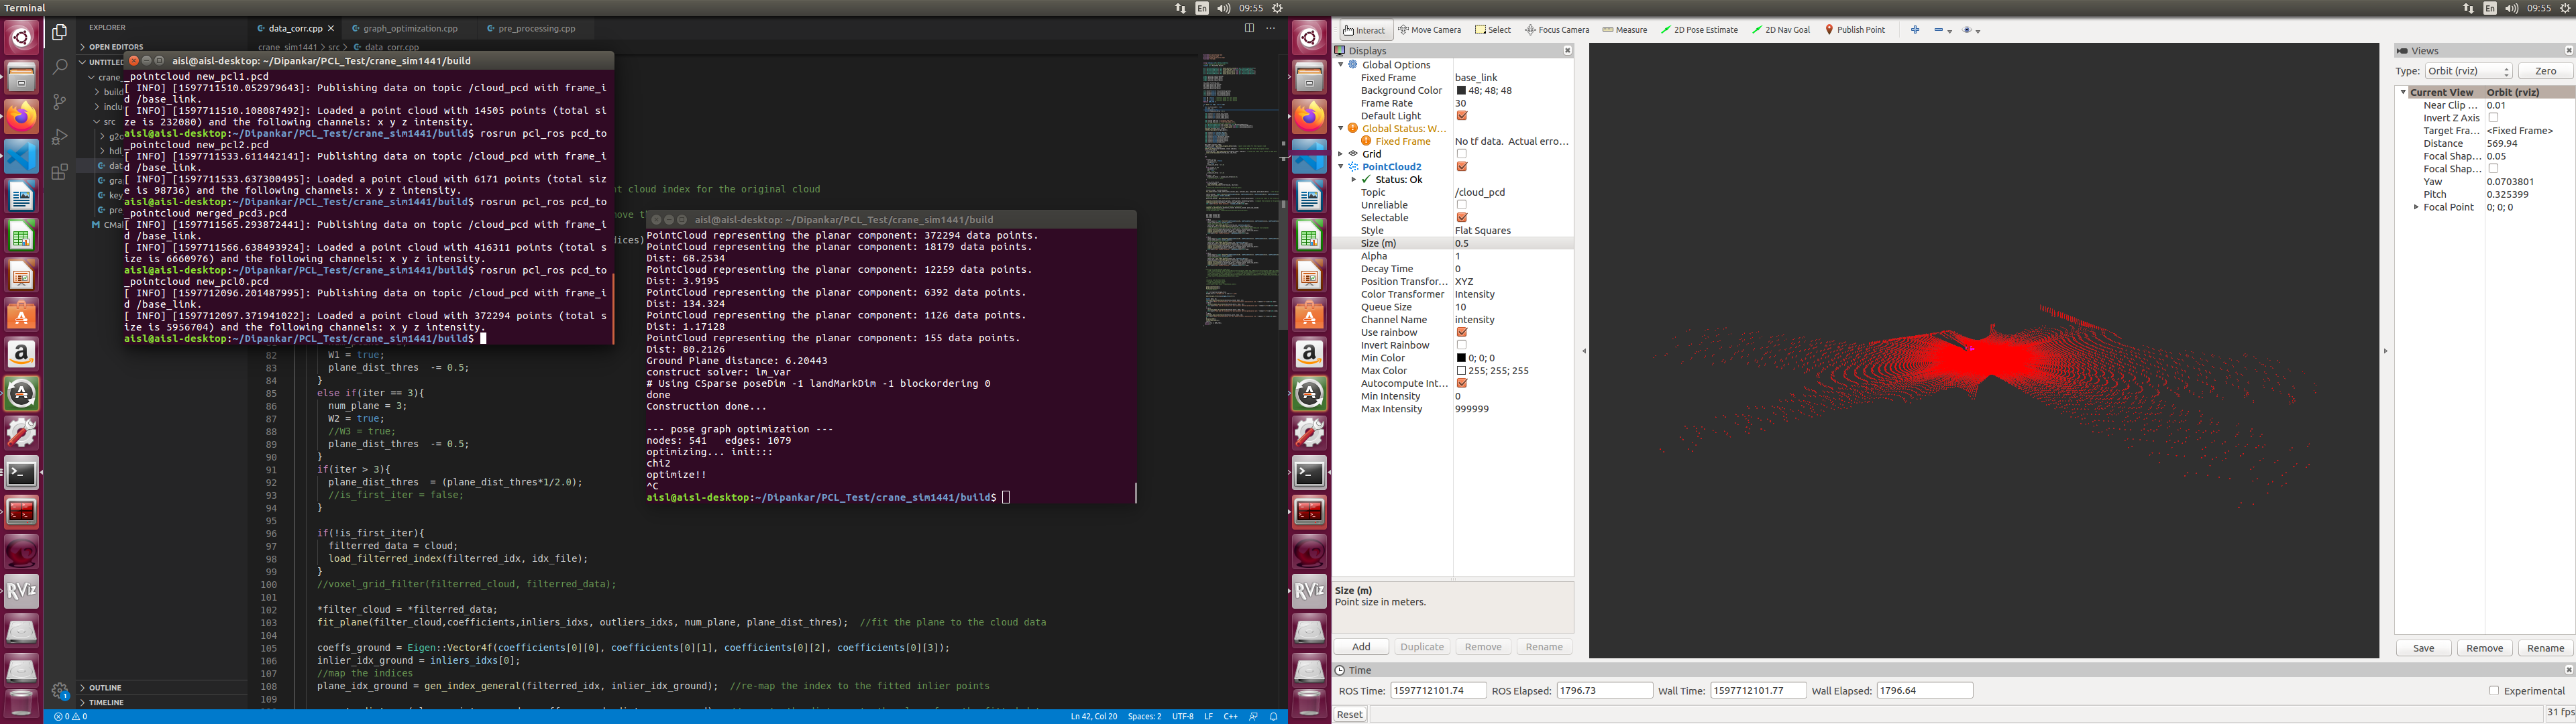 Terminal
En
09:55
EXPLORER
OPEN EDITORS
data_corr.cpp
graph_optimization.cpp
pre_processing.cpp
crane_sim1441 › src › data_corr.cpp
aisl@aisl-desktop: ~/Dipankar/PCL_Test/crane_sim1441/build
_pointcloud new_pcl1.pcd
[ INFO] [1597711510.052979643]: Publishing data on topic /cloud_pcd with frame_i
d /base_link.
[ INFO] [1597711510.108087492]: Loaded a point cloud with 14505 points (total si
ze is 232080) and the following channels: x y z intensity.
aisl@aisl-desktop:~/Dipankar/PCL_Test/crane_sim1441/build$ rosrun pcl_ros pcd_to
_pointcloud new_pcl2.pcd
[ INFO] [1597711533.611442141]: Publishing data on topic /cloud_pcd with frame_i
d /base_link.
[ INFO] [1597711533.637300495]: Loaded a point cloud with 6171 points (total siz
e is 98736) and the following channels: x y z intensity.
aisl@aisl-desktop:~/Dipankar/PCL_Test/crane_sim1441/build$ rosrun pcl_ros pcd_to
_pointcloud merged_pcd3.pcd
[ INFO] [1597711565.293872441]: Publishing data on topic /cloud_pcd with frame_i
d /base_link.
[ INFO] [1597711566.638493924]: Loaded a point cloud with 416311 points (total s
ize is 6660976) and the following channels: x y z intensity.
aisl@aisl-desktop:~/Dipankar/PCL_Test/crane_sim1441/build$ rosrun pcl_ros pcd_to
_pointcloud new_pcl0.pcd
[ INFO] [1597712096.201487995]: Publishing data on topic /cloud_pcd with frame_i
d /base_link.
[ INFO] [1597712097.371941022]: Loaded a point cloud with 372294 points (total s
ize is 5956704) and the following channels: x y z intensity.
aisl@aisl-desktop:~/Dipankar/PCL_Test/crane_sim1441/build$
cloud index for the original cloud
aisl@aisl-desktop: ~/Dipankar/PCL_Test/crane_sim1441/build
PointCloud representing the planar component: 372294 data points.
PointCloud representing the planar component: 18179 data points.
Dist: 68.2534
PointCloud representing the planar component: 12259 data points.
Dist: 3.9195
PointCloud representing the planar component: 6392 data points.
Dist: 134.324
PointCloud representing the planar component: 1126 data points.
Dist: 1.17128
PointCloud representing the planar component: 155 data points.
Dist: 80.2126
Ground Plane distance: 6.20443
construct solver: lm_var
# Using CSparse poseDim -1 landMarkDim -1 blockordering 0
done
Construction done...
--- pose graph optimization ---
nodes: 541   edges: 1079
optimizing... init:::
chi2
optimize!!
^C
aisl@aisl-desktop:~/Dipankar/PCL_Test/crane_sim1441/build$
82 W1 = true;
83 plane_dist_thres  -= 0.5;
84 }
85 else if(iter == 3){
86 num_plane = 3;
87 W2 = true;
88 //W3 = true;
89 plane_dist_thres  -= 0.5;
90 }
91 if(iter > 3){
92 plane_dist_thres  = (plane_dist_thres*1/2.0);
93 //is_first_iter = false;
94 }
95
96 if(!is_first_iter){
97 filterred_data = cloud;
98 load_filterred_index(filterred_idx, idx_file);
99 }
100 //voxel_grid_filter(filterred_cloud, filterred_data);
101
102 *filter_cloud = *filterred_data;
103 fit_plane(filter_cloud,coefficients,inliers_idxs, outliers_idxs, num_plane, plane_dist_thres);  //fit the plane to the cloud data
104
105 coeffs_ground = Eigen::Vector4f(coefficients[0][0], coefficients[0][1], coefficients[0][2], coefficients[0][3]);
106 inlier_idx_ground = inliers_idxs[0];
107 //map the indices
108 plane_idx_ground = gen_index_general(filterred_idx, inlier_idx_ground);  //re-map the index to the fitted inlier points
109
OUTLINE
TIMELINE
0 0
Ln 42, Col 20
Spaces: 2
UTF-8
LF
C++
En
09:55
Interact
Move Camera
Select
Focus Camera
Measure
2D Pose Estimate
2D Nav Goal
Publish Point
Displays
Global Options
Fixed Frame base_link
Background Color 48; 48; 48
Frame Rate 30
Default Light
Global Status: W...
Fixed Frame No tf data.  Actual erro...
Grid
PointCloud2
Status: Ok
Topic /cloud_pcd
Unreliable
Selectable
Style Flat Squares
Size (m) 0.5
Alpha 1
Decay Time 0
Position Transfor... XYZ
Color Transformer Intensity
Queue Size 10
Channel Name intensity
Use rainbow
Invert Rainbow
Min Color 0; 0; 0
Max Color 255; 255; 255
Autocompute Int...
Min Intensity 0
Max Intensity 999999
Size (m)
Point size in meters.
Add
Duplicate
Remove
Rename
Views
Type: Orbit (rviz) Zero
Current View Orbit (rviz)
Near Clip ... 0.01
Invert Z Axis
Target Fra... <Fixed Frame>
Distance 569.94
Focal Shap... 0.05
Focal Shap...
Yaw 0.0703801
Pitch 0.325399
Focal Point 0; 0; 0
Save
Remove
Rename
Time
ROS Time: 1597712101.74 ROS Elapsed: 1796.73 Wall Time: 1597712101.77 Wall Elapsed: 1796.64 Experimental
Reset
31 fps
RViz
RViz